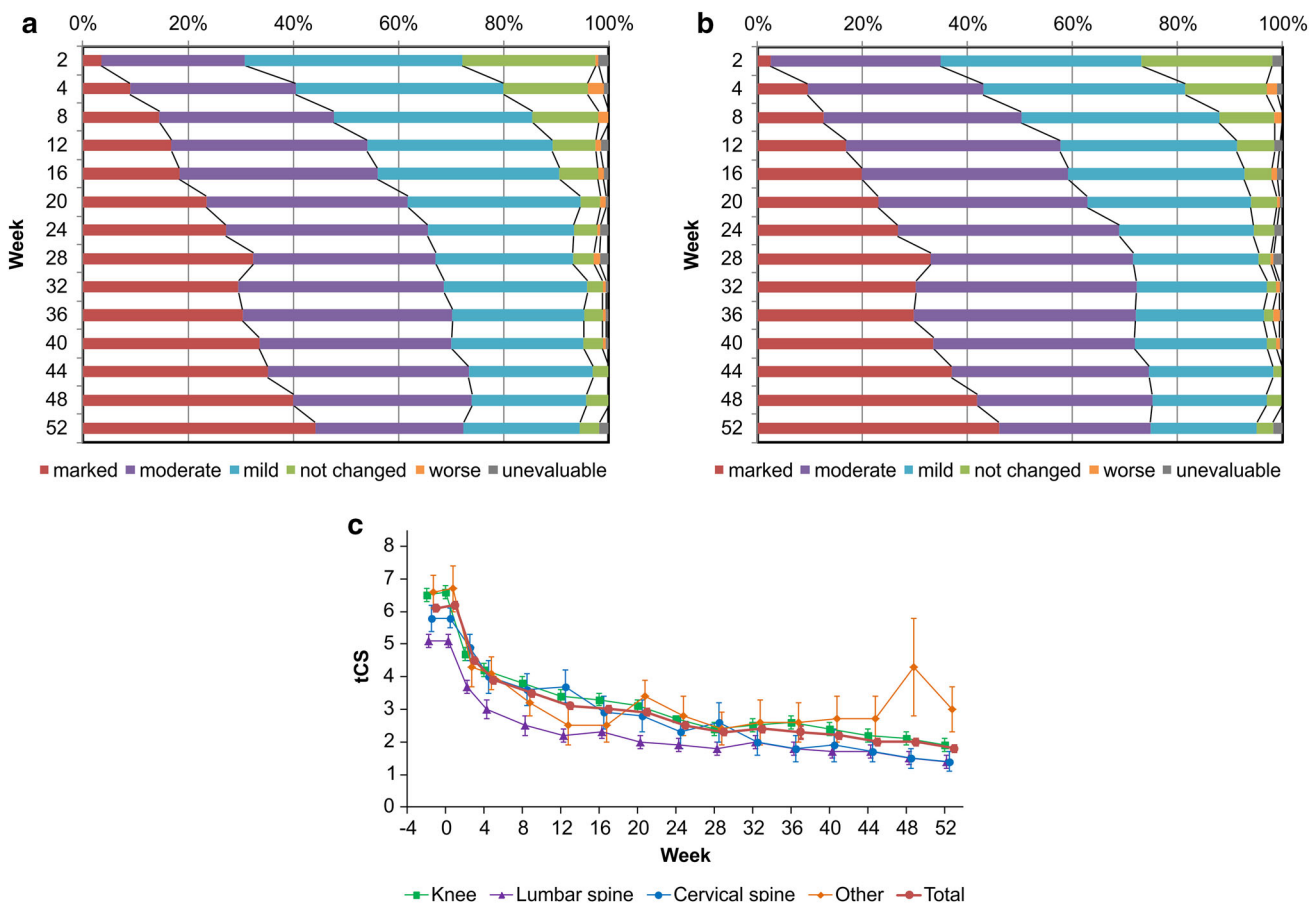 a
0% 20% 40% 60% 80% 100%
Week
2
4
8
12
16
20
24
28
32
36
40
44
48
52
marked moderate mild not changed worse unevaluable
b
0% 20% 40% 60% 80% 100%
Week
2
4
8
12
16
20
24
28
32
36
40
44
48
52
marked moderate mild not changed worse unevaluable
c
tCS
8
7
6
5
4
3
2
1
0
-4 0 4 8 12 16 20 24 28 32 36 40 44 48 52
Week
Knee Lumbar spine Cervical spine Other Total